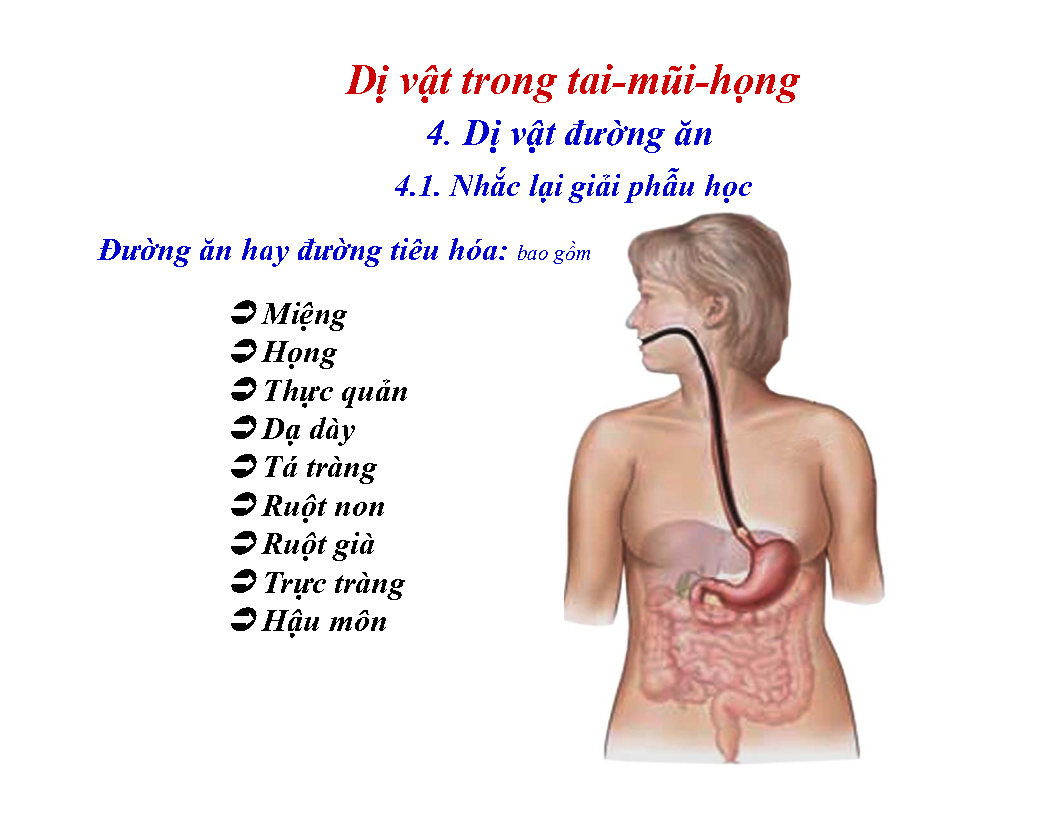 Dị vật trong tai-mũi-họng
4. Dị vật đường ăn
4.1. Nhắc lại giải phẫu học
Đường ăn hay đường tiêu hóa: bao gồm
➲ Miệng
➲ Họng
➲ Thực quản
➲ Dạ dày
➲ Tá tràng
➲ Ruột non
➲ Ruột già
➲ Trực tràng
➲ Hậu môn